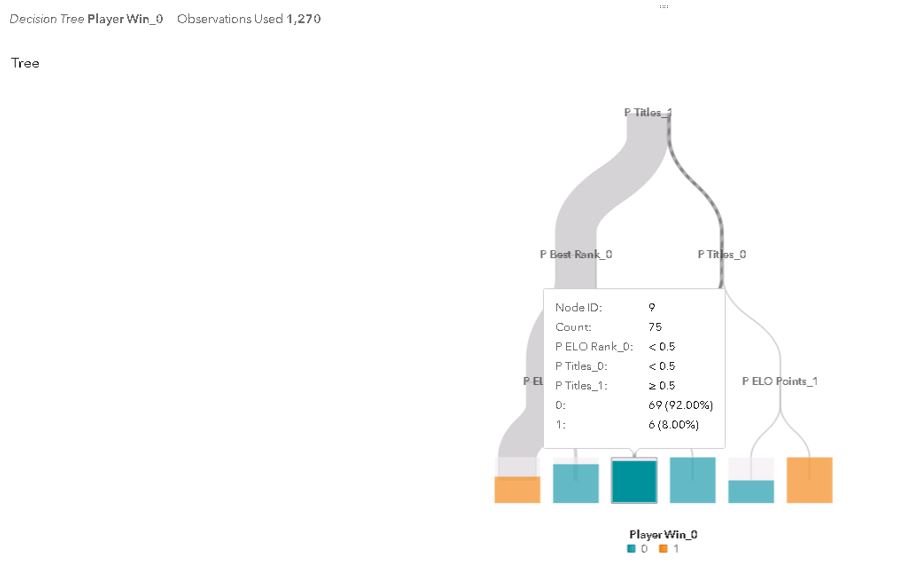 Decision Tree Player Win_0 Observations Used 1,270
Tree
P Titles_1
P Best Rank_0 P Titles_0
Node ID: 9
Count: 75
P ELO Rank_0: < 0.5
P Titles_0: < 0.5
P Titles_1: ≥ 0.5
0: 69 (92.00%)
1: 6 (8.00%)
P EL P ELO Points_1
Player Win_0
0 1